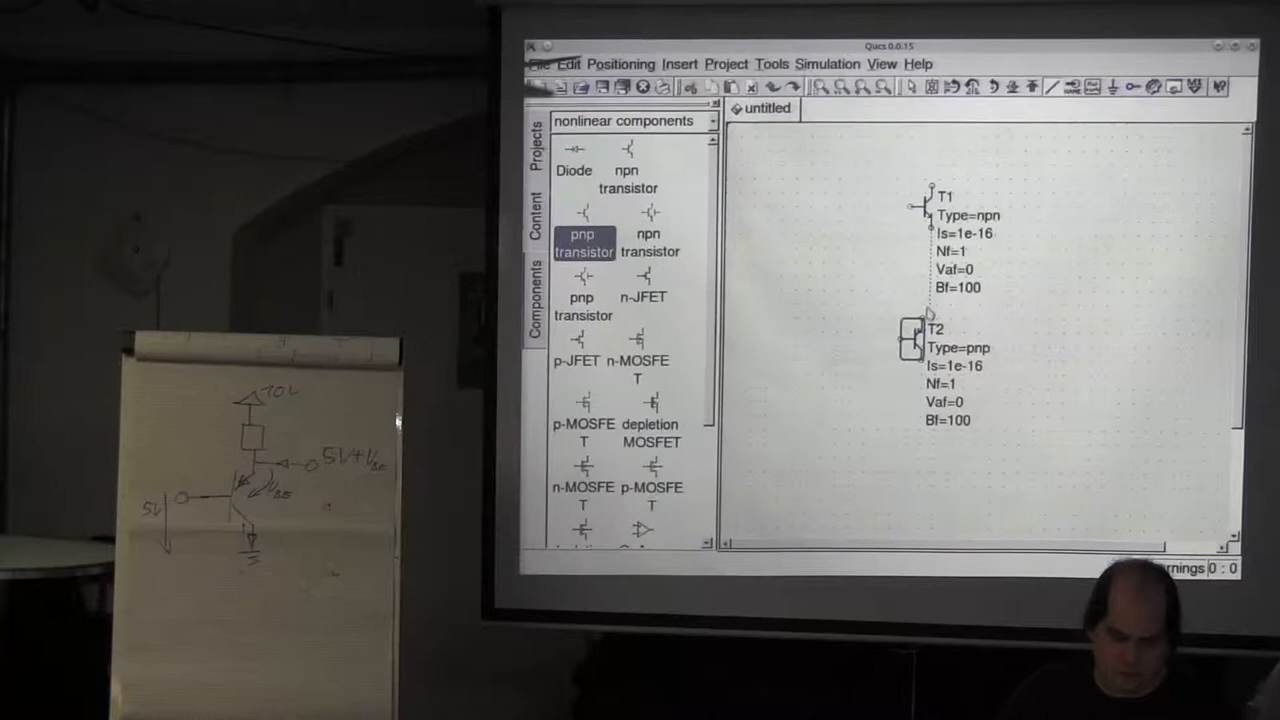 Qucs 0.0.15
File Edit Positioning Insert Project Tools Simulation View Help
nonlinear components
untitled
Projects
Content
Components
Diode
npn
transistor
pnp
transistor
npn
transistor
pnp
transistor
n-JFET
p-JFET
n-MOSFE
T
p-MOSFE
T
depletion
MOSFET
n-MOSFE
T
p-MOSFE
T
T1
Type=npn
Is=1e-16
Nf=1
Vaf=0
Bf=100
T2
Type=pnp
Is=1e-16
Nf=1
Vaf=0
Bf=100
rnings 0 : 0
10V
5V+VBE
VBE
5V